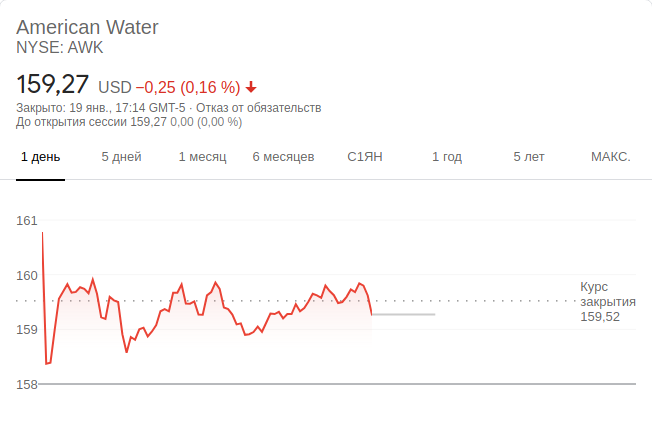 American Water
NYSE: AWK
159,27 USD −0,25 (0,16 %)
Закрыто: 19 янв., 17:14 GMT-5 · Отказ от обязательств
До открытия сессии 159,27 0,00 (0,00 %)
1 день 5 дней 1 месяц 6 месяцев С1ЯН 1 год 5 лет МАКС.
161
160
Курс
закрытия
159,52
159
158